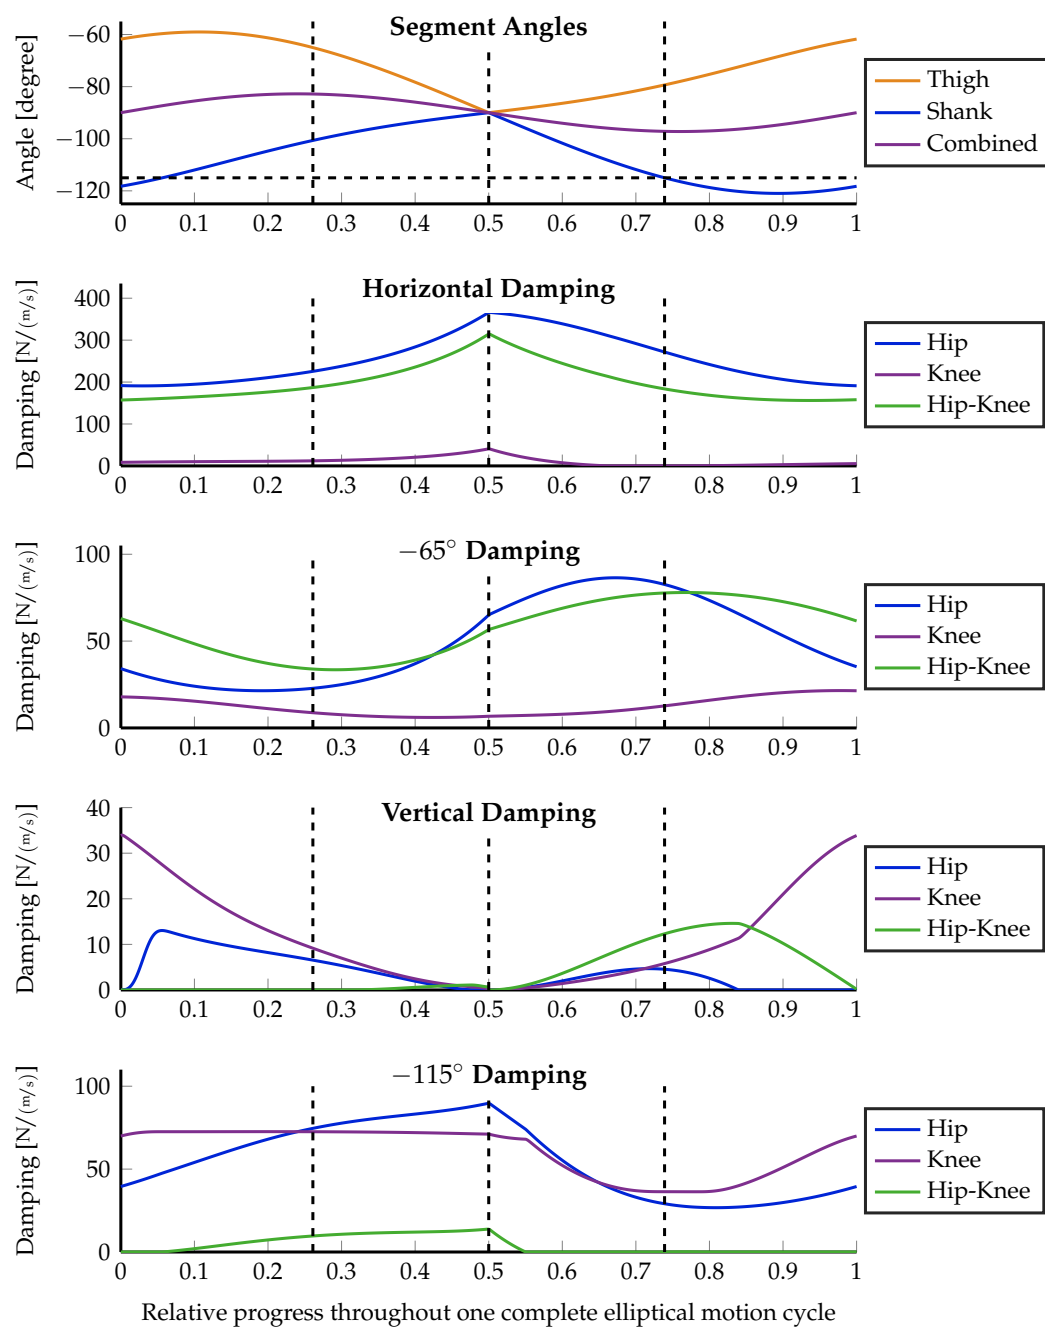 Segment Angles
Angle [degree]
−60
−80
−100
−120
0 0.1 0.2 0.3 0.4 0.5 0.6 0.7 0.8 0.9 1
Thigh
Shank
Combined
Horizontal Damping
Damping [N/(m/s)]
400
300
200
100
0
0 0.1 0.2 0.3 0.4 0.5 0.6 0.7 0.8 0.9 1
Hip
Knee
Hip-Knee
−65° Damping
Damping [N/(m/s)]
100
50
0
0 0.1 0.2 0.3 0.4 0.5 0.6 0.7 0.8 0.9 1
Hip
Knee
Hip-Knee
Vertical Damping
Damping [N/(m/s)]
40
30
20
10
0
0 0.1 0.2 0.3 0.4 0.5 0.6 0.7 0.8 0.9 1
Hip
Knee
Hip-Knee
−115° Damping
Damping [N/(m/s)]
100
50
0
0 0.1 0.2 0.3 0.4 0.5 0.6 0.7 0.8 0.9 1
Hip
Knee
Hip-Knee
Relative progress throughout one complete elliptical motion cycle